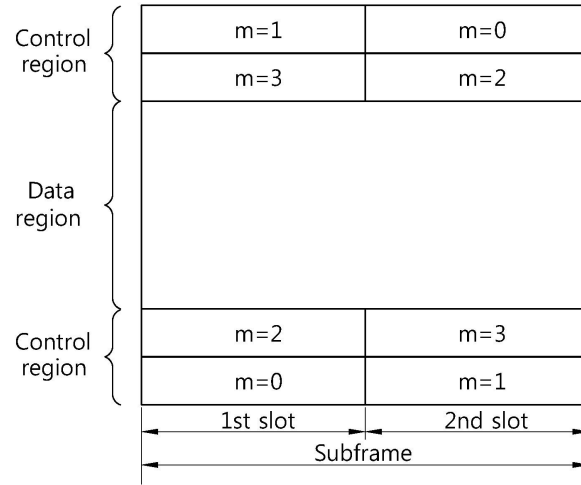 Control
region
m=1
m=0
m=3
m=2
Data
region
Control
region
m=2
m=3
m=0
m=1
1st slot
2nd slot
Subframe